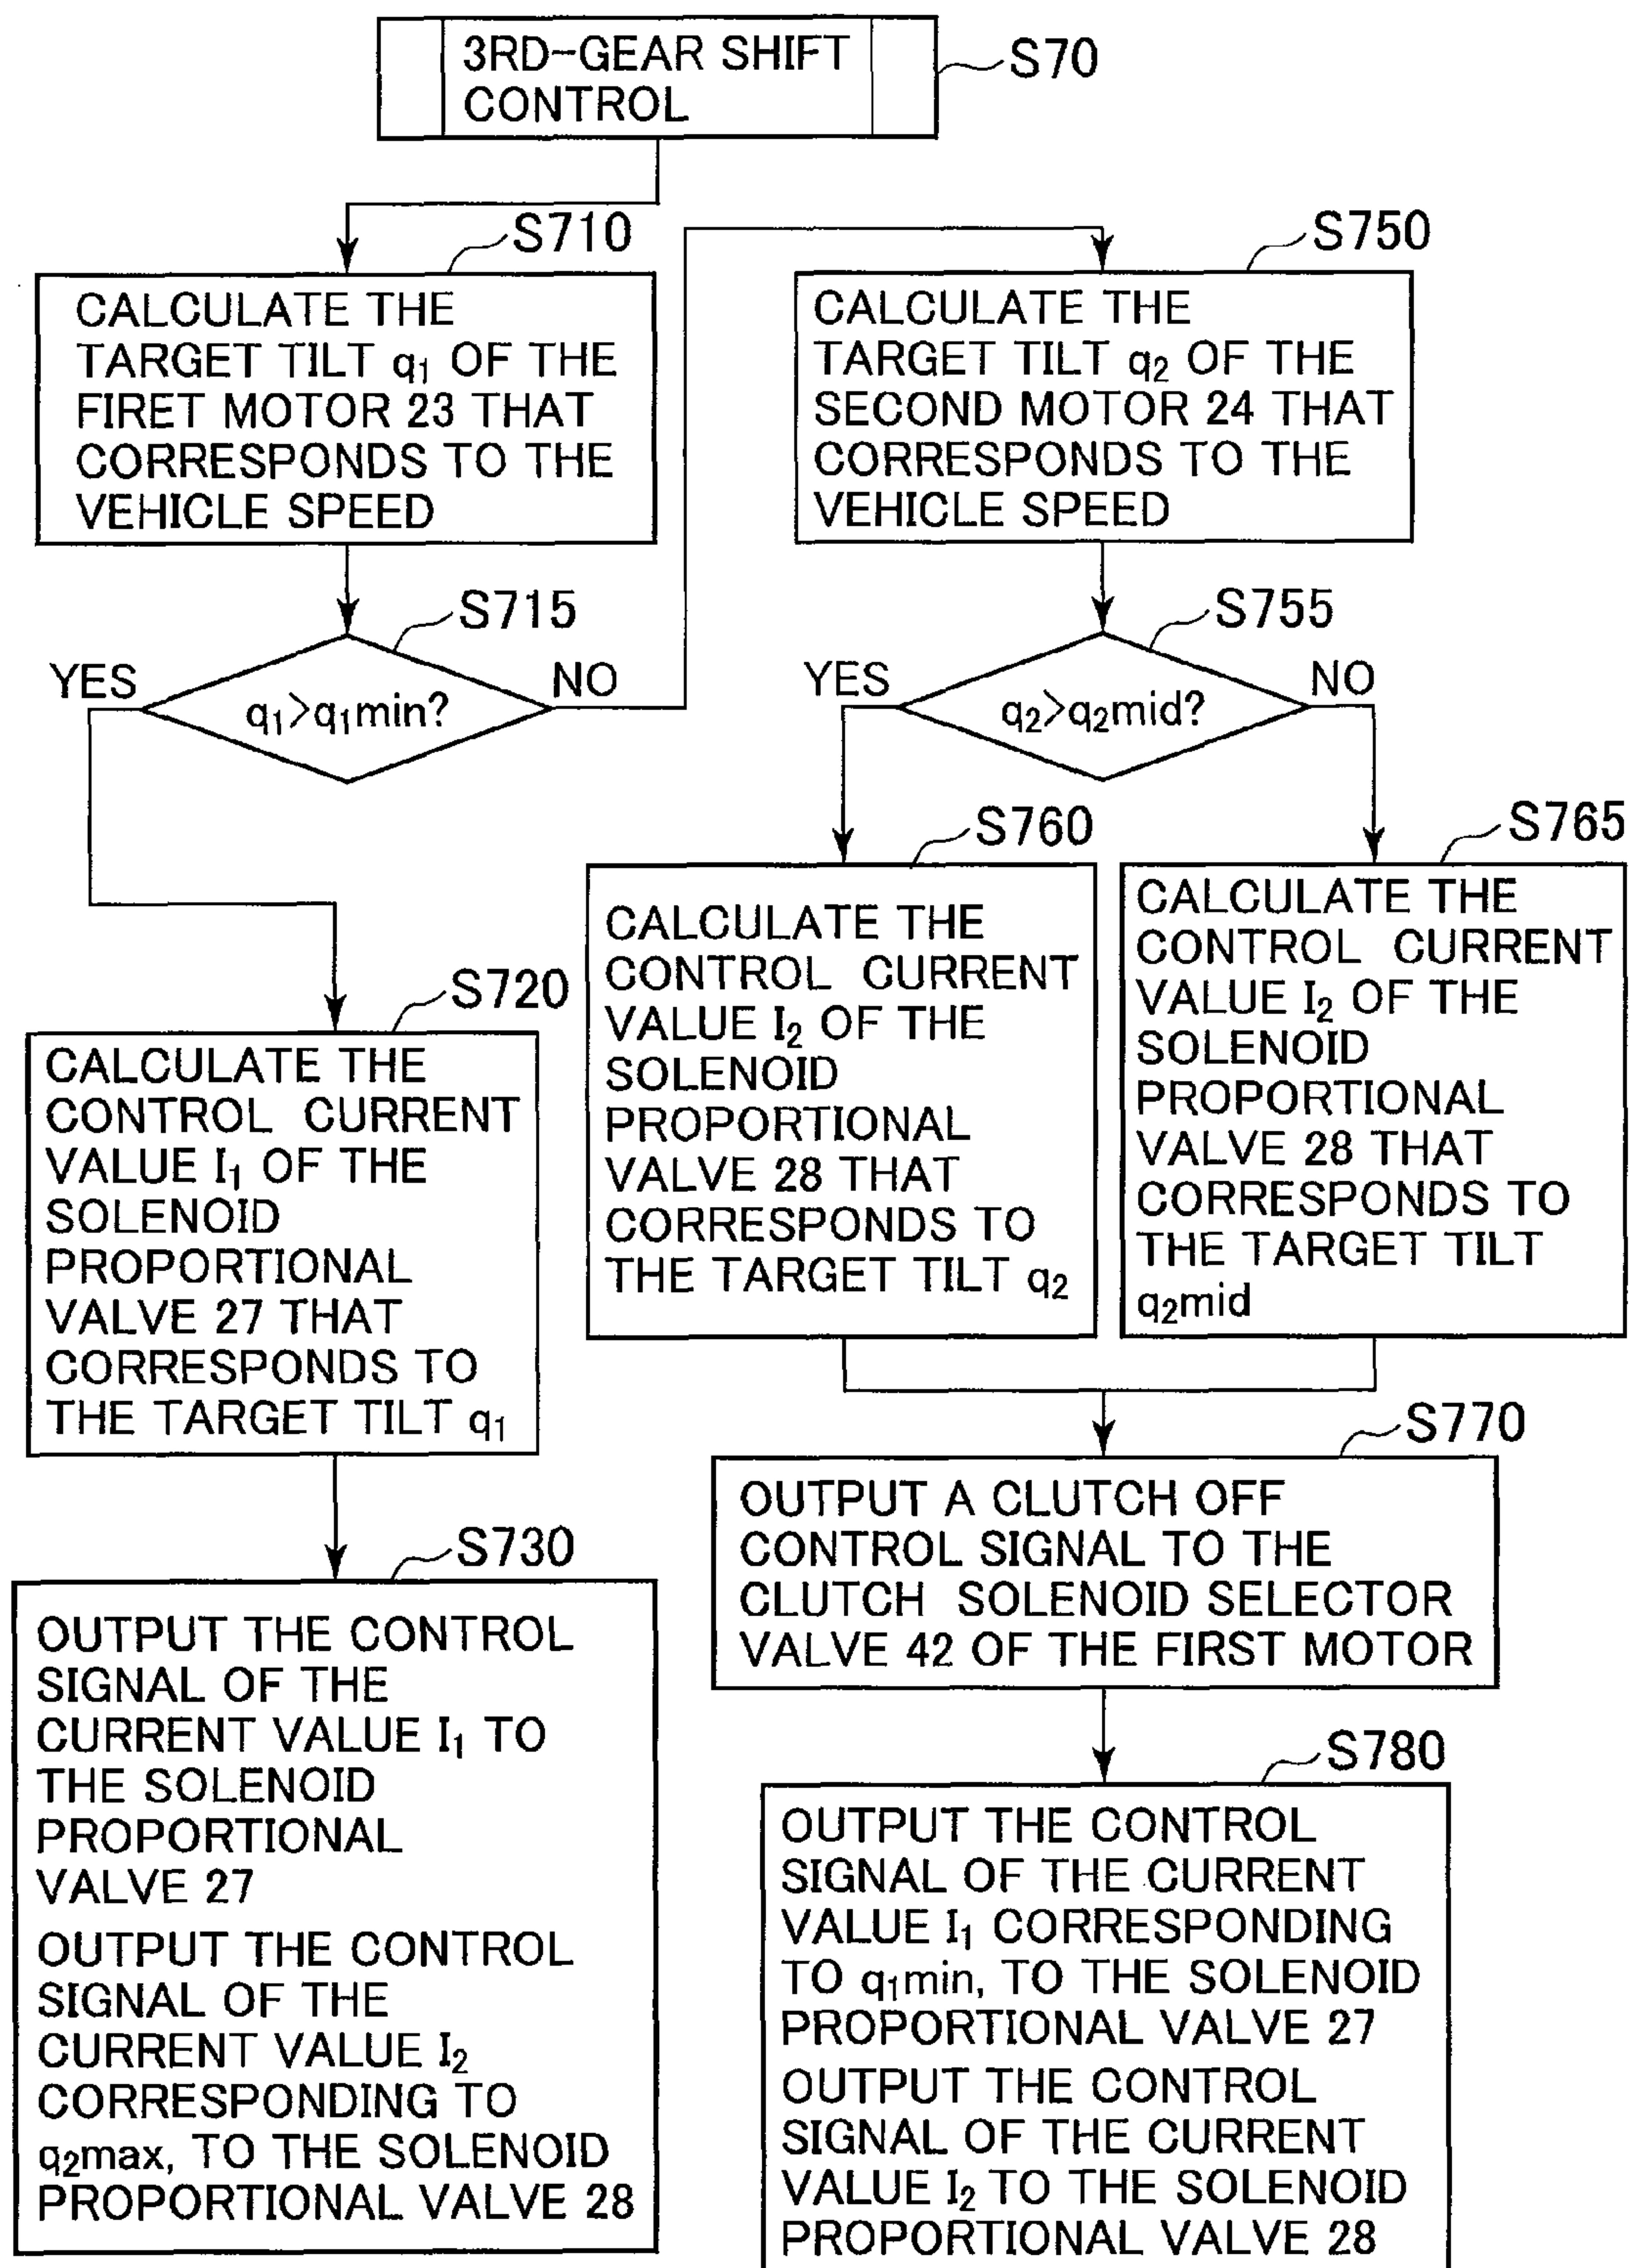 3RD-GEAR SHIFT
CONTROL
S70
S710
CALCULATE THE
TARGET TILT q₁ OF THE
FIRET MOTOR 23 THAT
CORRESPONDS TO THE
VEHICLE SPEED
S715
YES
q₁>q₁min?
NO
S720
CALCULATE THE
CONTROL CURRENT
VALUE I₁ OF THE
SOLENOID
PROPORTIONAL
VALVE 27 THAT
CORRESPONDS TO
THE TARGET TILT q₁
S730
OUTPUT THE CONTROL
SIGNAL OF THE
CURRENT VALUE I₁ TO
THE SOLENOID
PROPORTIONAL
VALVE 27
OUTPUT THE CONTROL
SIGNAL OF THE
CURRENT VALUE I₂
CORRESPONDING TO
q₂max, TO THE SOLENOID
PROPORTIONAL VALVE 28
S750
CALCULATE THE
TARGET TILT q₂ OF THE
SECOND MOTOR 24 THAT
CORRESPONDS TO THE
VEHICLE SPEED
S755
YES
q₂>q₂mid?
NO
S760
CALCULATE THE
CONTROL CURRENT
VALUE I₂ OF THE
SOLENOID
PROPORTIONAL
VALVE 28 THAT
CORRESPONDS TO
THE TARGET TILT q₂
S765
CALCULATE THE
CONTROL CURRENT
VALUE I₂ OF THE
SOLENOID
PROPORTIONAL
VALVE 28 THAT
CORRESPONDS TO
THE TARGET TILT
q₂mid
S770
OUTPUT A CLUTCH OFF
CONTROL SIGNAL TO THE
CLUTCH SOLENOID SELECTOR
VALVE 42 OF THE FIRST MOTOR
S780
OUTPUT THE CONTROL
SIGNAL OF THE CURRENT
VALUE I₁ CORRESPONDING
TO q₁min, TO THE SOLENOID
PROPORTIONAL VALVE 27
OUTPUT THE CONTROL
SIGNAL OF THE CURRENT
VALUE I₂ TO THE SOLENOID
PROPORTIONAL VALVE 28